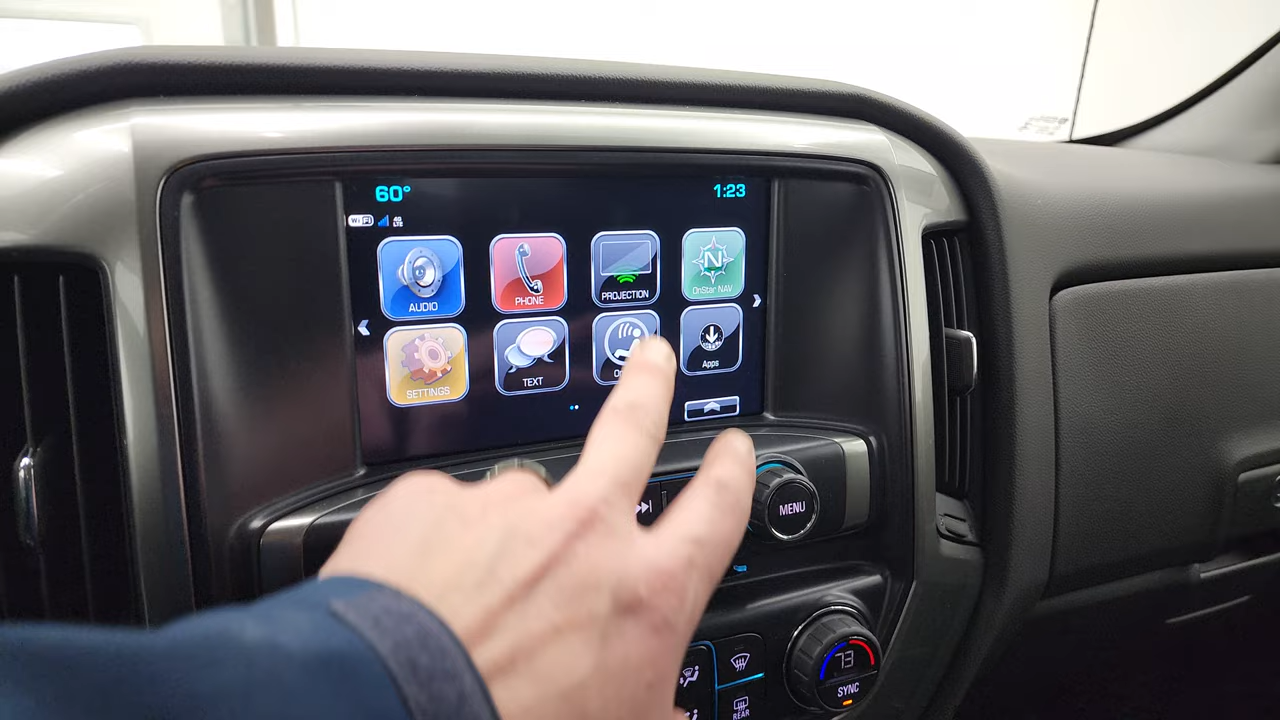 60°
1:23
Wi Fi
4G
LTE
AUDIO
PHONE
PROJECTION
N
OnStar NAV
SETTINGS
TEXT
Apps
MENU
73
SYNC
REAR